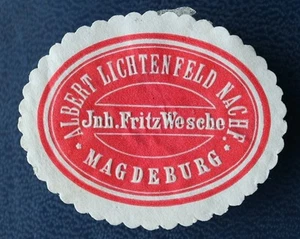 ALBERT LICHTENFELD NACHF.
Jnh. Fritz Wesche
MAGDEBURG